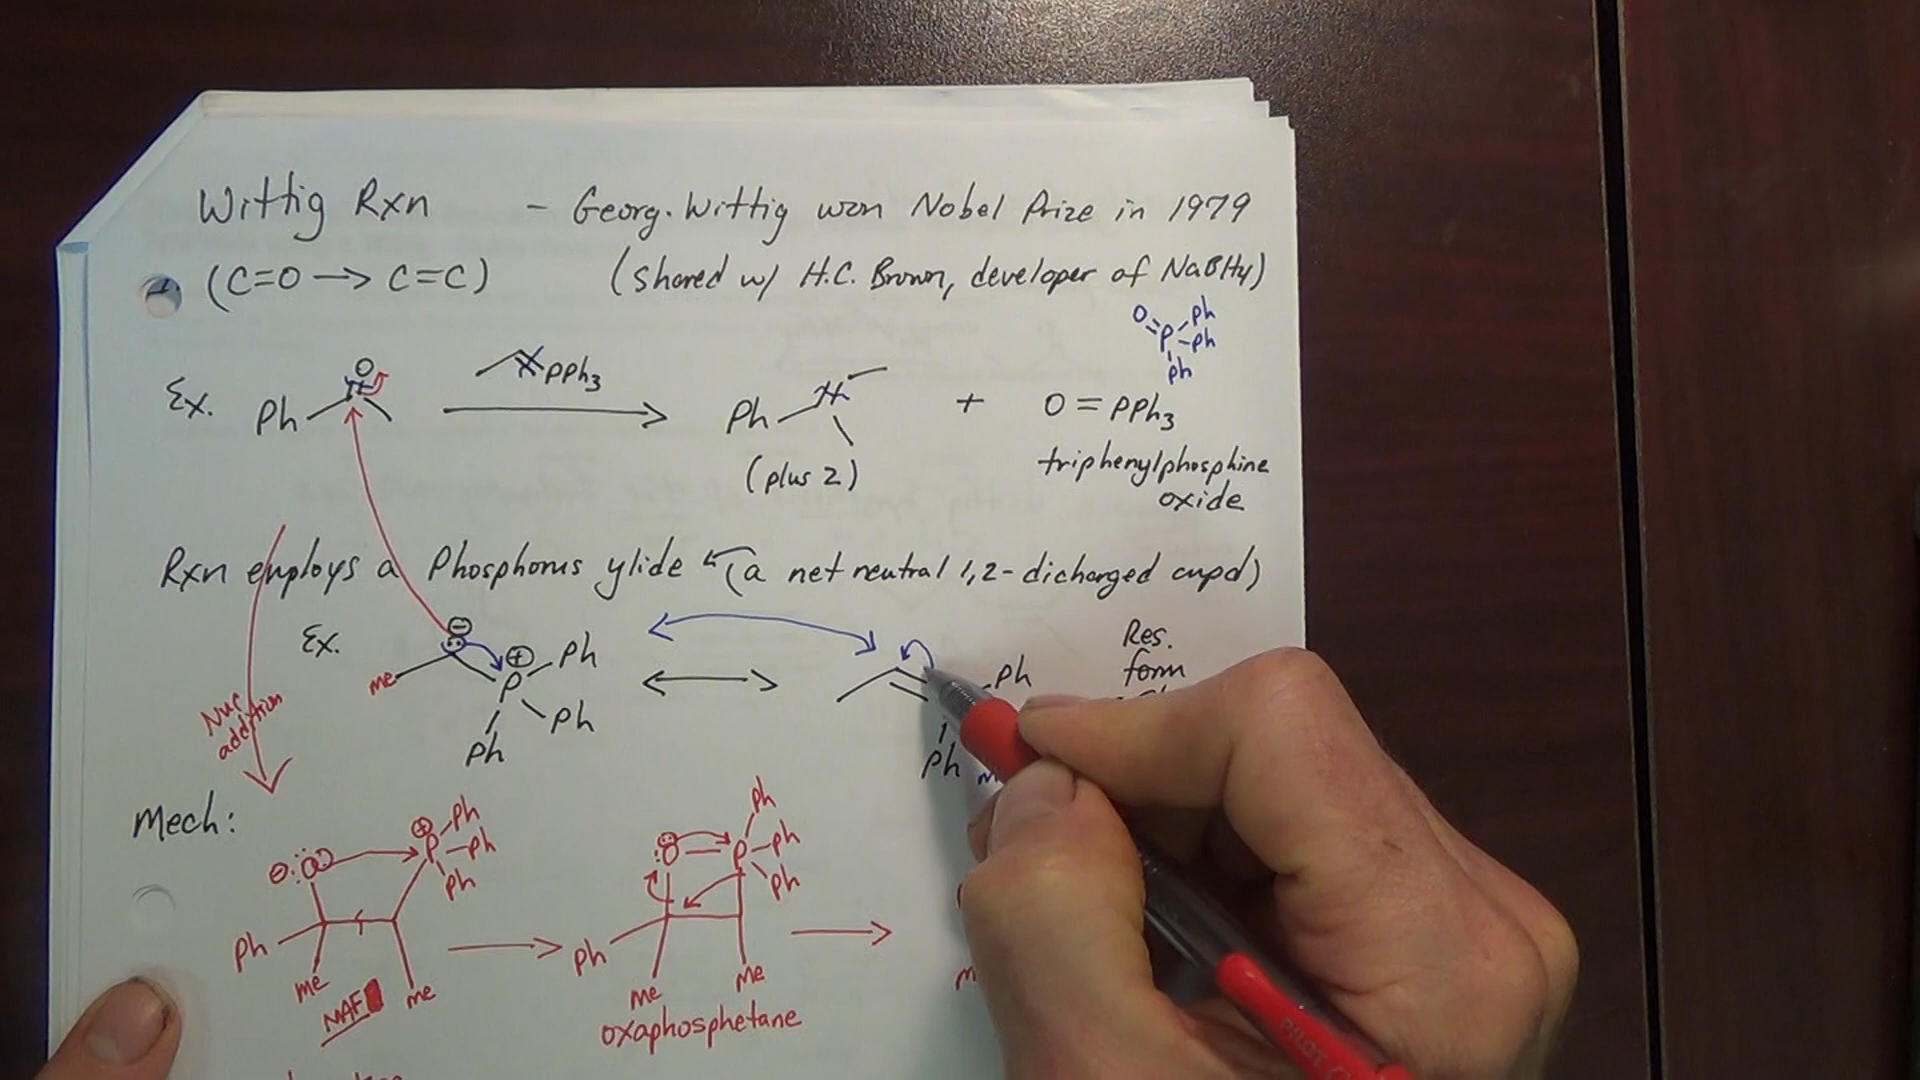 Wittig Rxn - Georg. Wittig won Nobel Prize in 1979
(C=O → C=C) (shared w/ H.C. Brown, developer of NaBH4)
O=P Ph Ph Ph
Ex. Ph O PPh3 Ph + O = PPh3
(plus Z) triphenylphosphine
oxide
Rxn employs a Phosphorus ylide (a net neutral 1,2-dicharged cmpd)
Ex. Me ⊖ ⊕ P Ph Ph Ph ↔ Ph Ph Res.
form
Nuc
addition
Mech:
⊖ O ⊕ P Ph Ph Ph Ph Me Me
O P Ph Ph Ph Ph Me Me
NAF
oxaphosphetane
PILOT